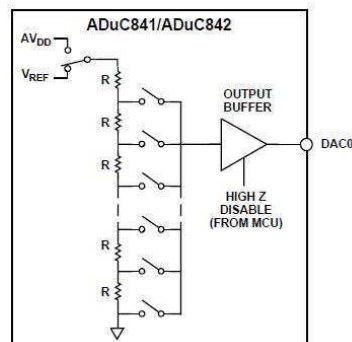 ADuC841/ADuC842
AVDD
VREF
R
R
R
R
R
OUTPUT
BUFFER
DAC0
HIGH Z
DISABLE
(FROM MCU)